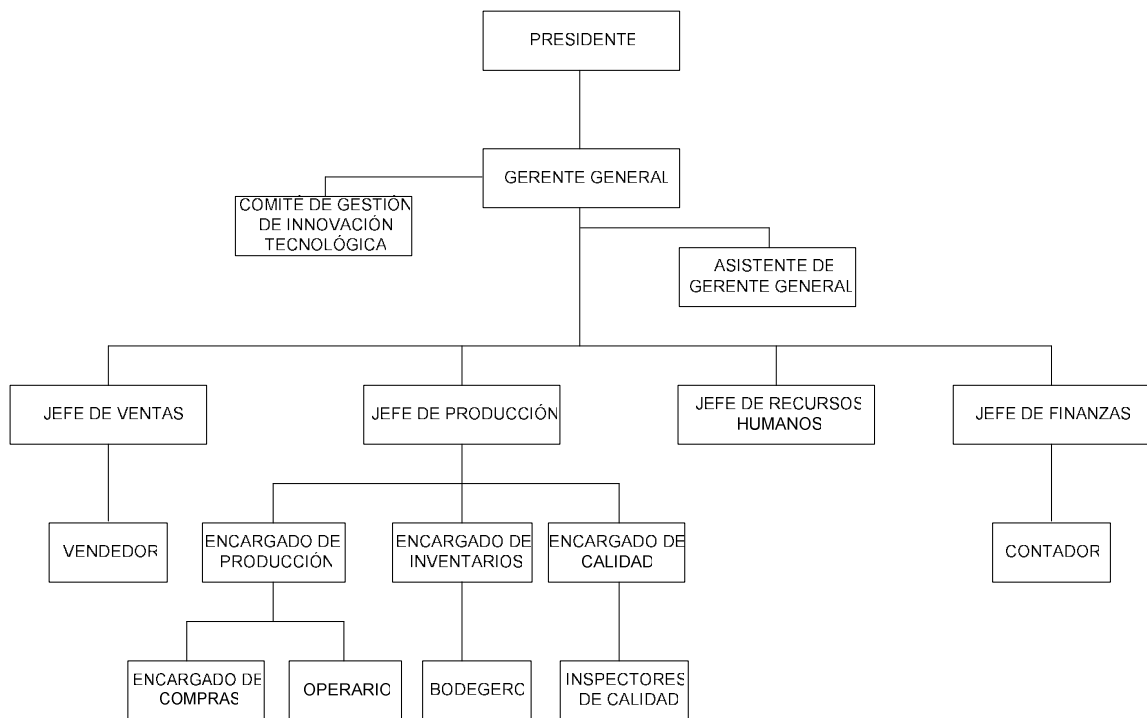 PRESIDENTE
GERENTE GENERAL
COMITÉ DE GESTIÓN
DE INNOVACIÓN
TECNOLÓGICA
ASISTENTE DE
GERENTE GENERAL
JEFE DE VENTAS
JEFE DE PRODUCCIÓN
JEFE DE RECURSOS
HUMANOS
JEFE DE FINANZAS
VENDEDOR
ENCARGADO DE
PRODUCCIÓN
ENCARGADO DE
INVENTARIOS
ENCARGADO DE
CALIDAD
CONTADOR
ENCARGADO DE
COMPRAS
OPERARIO
BODEGERO
INSPECTORES
DE CALIDAD